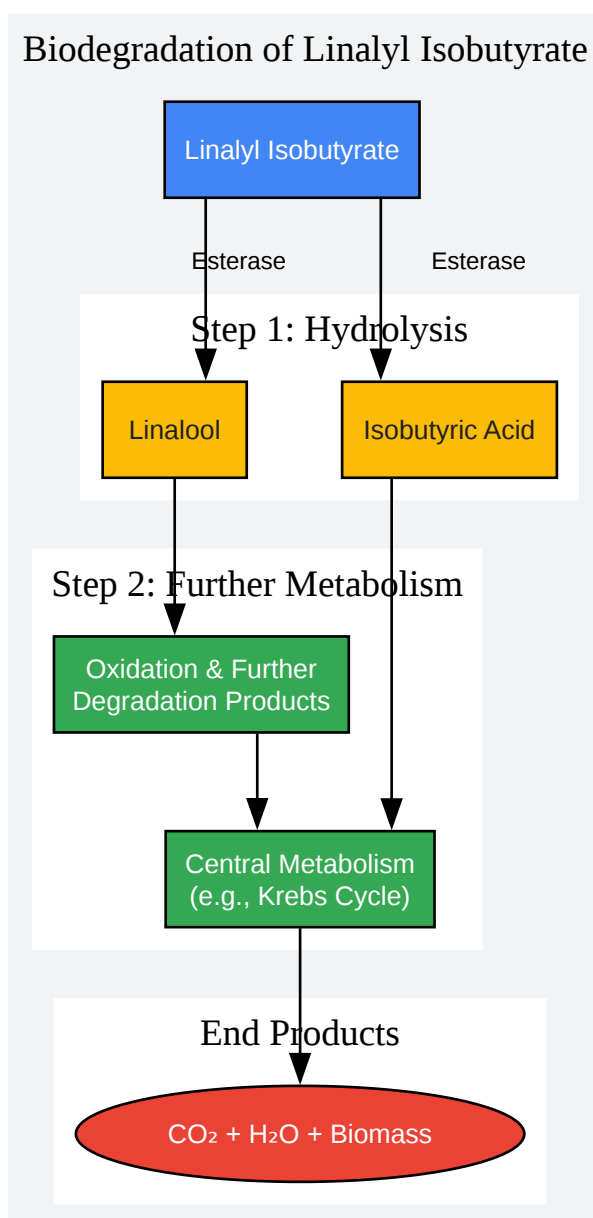 Biodegradation of Linalyl Isobutyrate
Linalyl Isobutyrate
Esterase
Esterase
Step 1: Hydrolysis
Linalool
Isobutyric Acid
Step 2: Further Metabolism
Oxidation & Further
Degradation Products
Central Metabolism
(e.g., Krebs Cycle)
End Products
CO₂ + H₂O + Biomass